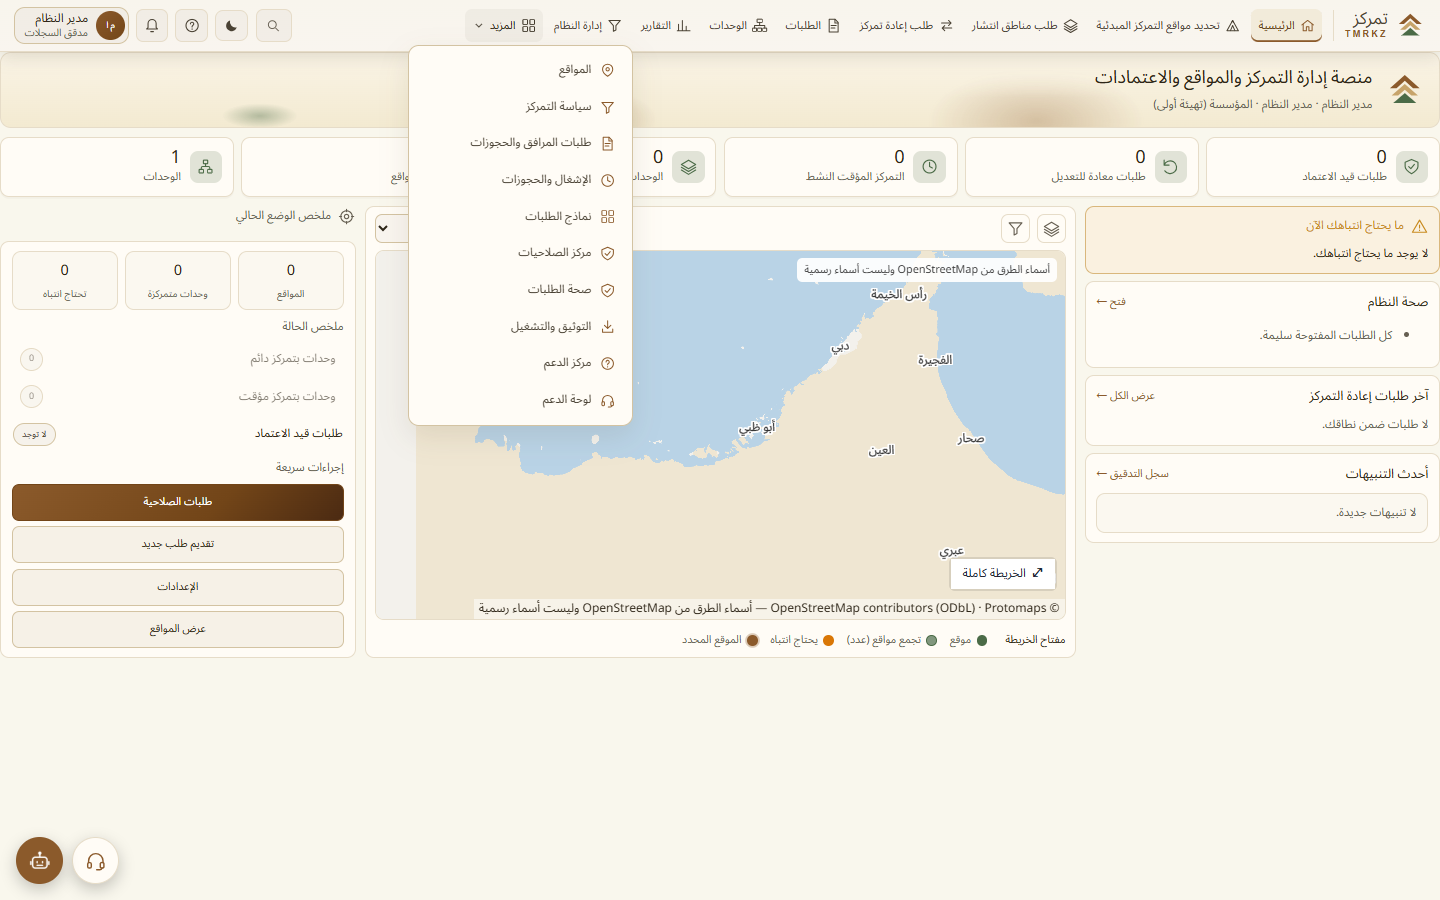 تمركز
TMRKZ
الرئيسية
تحديد مواقع التمركز المبدئية
طلب مناطق انتشار
طلب إعادة تمركز
الطلبات
الوحدات
التقارير
إدارة النظام
المزيد
م ا
مدير النظام
مدقق السجلات
المواقع
سياسة التمركز
طلبات المرافق والحجوزات
الإشغال والحجوزات
نماذج الطلبات
مركز الصلاحيات
صحة الطلبات
التوثيق والتشغيل
مركز الدعم
لوحة الدعم
منصة إدارة التمركز والمواقع والاعتمادات
مدير النظام · مدير النظام · المؤسسة (تهيئة أولى)
0
طلبات قيد الاعتماد
0
طلبات معادة للتعديل
0
التمركز المؤقت النشط
0
1
الوحدات
ما يحتاج انتباهك الآن
لا يوجد ما يحتاج انتباهك.
صحة النظام
فتح ←
كل الطلبات المفتوحة سليمة.
آخر طلبات إعادة التمركز
عرض الكل ←
لا طلبات ضمن نطاقك.
أحدث التنبيهات
سجل التدقيق ←
لا تنبيهات جديدة.
أسماء الطرق من OpenStreetMap وليست أسماء رسمية
رأس الخيمة
دبي
الفجيرة
أبو ظبي
العين
صحار
عبري
الخريطة كاملة
© OpenStreetMap contributors (ODbL) · Protomaps — أسماء الطرق من OpenStreetMap وليست أسماء رسمية
مفتاح الخريطة
موقع
تجمع مواقع (عدد)
يحتاج انتباه
الموقع المحدد
ملخص الوضع الحالي
0
المواقع
0
وحدات متمركزة
0
تحتاج انتباه
ملخص الحالة
وحدات بتمركز دائم
0
وحدات بتمركز مؤقت
0
طلبات قيد الاعتماد
لا توجد
إجراءات سريعة
طلبات الصلاحية
تقديم طلب جديد
الإعدادات
عرض المواقع